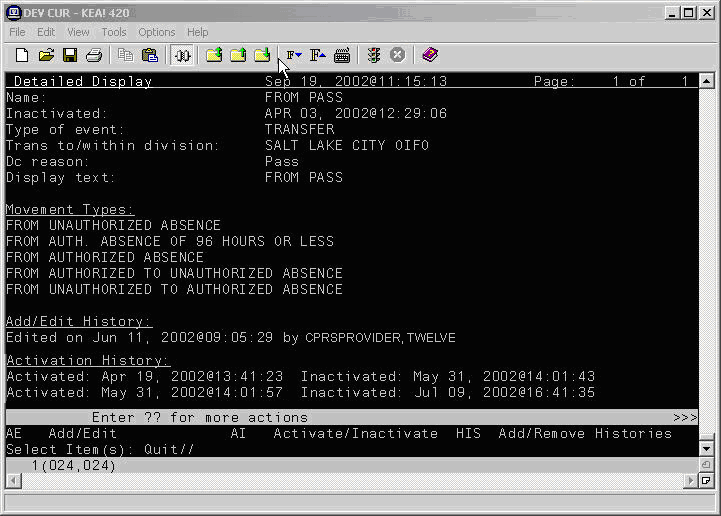 DEV CUR - KEA! 420
File Edit View Tools Options Help
Detailed Display Sep 19, 2002@11:15:13 Page: 1 of 1
Name: FROM PASS
Inactivated: APR 03, 2002@12:29:06
Type of event: TRANSFER
Trans to/within division: SALT LAKE CITY OIFO
Dc reason: Pass
Display text: FROM PASS
Movement Types:
FROM UNAUTHORIZED ABSENCE
FROM AUTH. ABSENCE OF 96 HOURS OR LESS
FROM AUTHORIZED ABSENCE
FROM AUTHORIZED TO UNAUTHORIZED ABSENCE
FROM UNAUTHORIZED TO AUTHORIZED ABSENCE
Add/Edit History:
Edited on Jun 11, 2002@09:05:29 by CPRSPROVIDER,TWELVE
Activation History:
Activated: Apr 19, 2002@13:41:23 Inactivated: May 31, 2002@14:01:43
Activated: May 31, 2002@14:01:57 Inactivated: Jul 09, 2002@16:41:35
Enter ?? for more actions >>>
AE Add/Edit AI Activate/Inactivate HIS Add/Remove Histories
Select Item(s): Quit//
1(024,024)